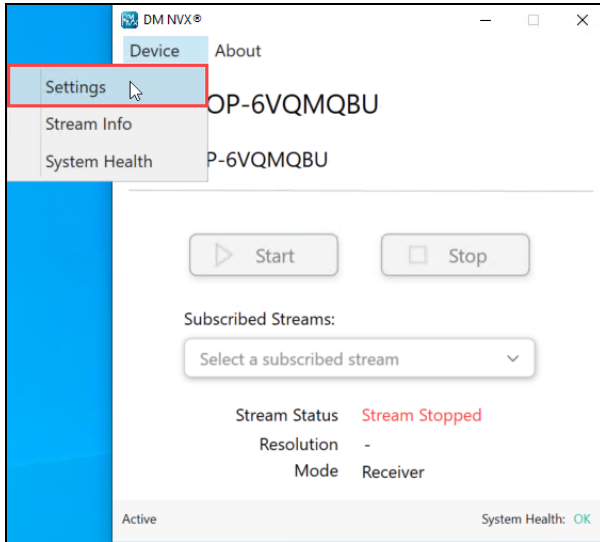 DM NVX®
Device About
Settings
OP-6VQMQBU
Stream Info
System Health
P-6VQMQBU
Start Stop
Subscribed Streams:
Select a subscribed stream
Stream Status Stream Stopped
Resolution -
Mode Receiver
Active System Health: OK